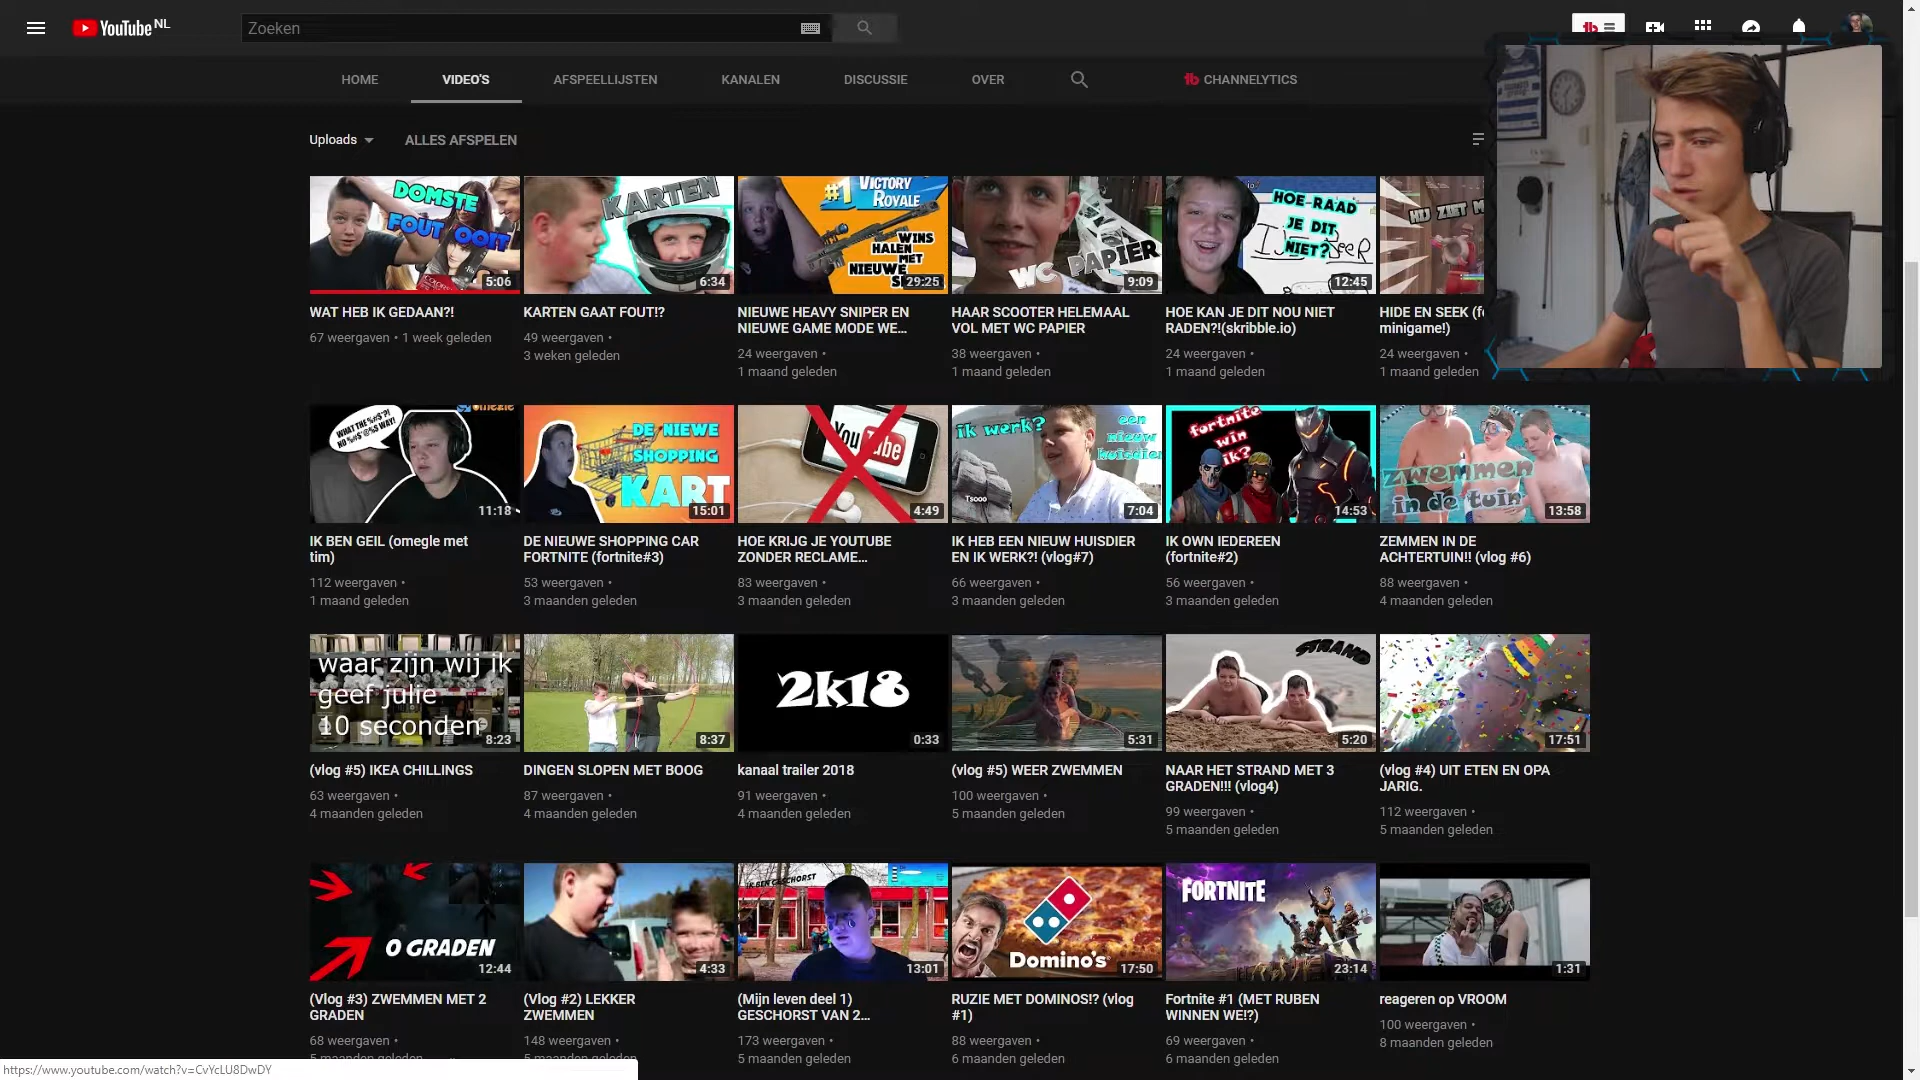 YouTube NL
Zoeken
HOME
VIDEO'S
AFSPEELLIJSTEN
KANALEN
DISCUSSIE
OVER
CHANNELYTICS
Uploads
ALLES AFSPELEN
DOMSTE
FOUT OOIT
5:06
KARTEN
6:34
#1 VICTORY
ROYALE
WINS
HALEN
MET
NIEUWE
29:25
WC PAPIER
9:09
HOE RAAD
JE DIT
NIET?
12:45
HIJ ZIET
WAT HEB IK GEDAAN?!
67 weergaven • 1 week geleden
KARTEN GAAT FOUT!?
49 weergaven •
3 weken geleden
NIEUWE HEAVY SNIPER EN
NIEUWE GAME MODE WE...
24 weergaven •
1 maand geleden
HAAR SCOOTER HELEMAAL
VOL MET WC PAPIER
38 weergaven •
1 maand geleden
HOE KAN JE DIT NOU NIET
RADEN?!(skribble.io)
24 weergaven •
1 maand geleden
HIDE EN SEEK
minigame!)
24 weergaven •
1 maand geleden
WHAT THE %#$*?!
NO %#$*@%$ WAY!
omegle
11:18
DE NIEWE
SHOPPING
KART
15:01
YouTube
4:49
ik werk?
een
nieuw
huisdier
Tsooo
7:04
fortnite
win
ik?
14:53
zwemmen
in de tuin
13:58
IK BEN GEIL (omegle met
tim)
112 weergaven •
1 maand geleden
DE NIEUWE SHOPPING CAR
FORTNITE (fortnite#3)
53 weergaven •
3 maanden geleden
HOE KRIJG JE YOUTUBE
ZONDER RECLAME...
83 weergaven •
3 maanden geleden
IK HEB EEN NIEUW HUISDIER
EN IK WERK?! (vlog#7)
66 weergaven •
3 maanden geleden
IK OWN IEDEREEN
(fortnite#2)
56 weergaven •
3 maanden geleden
ZEMMEN IN DE
ACHTERTUIN!! (vlog #6)
88 weergaven •
4 maanden geleden
waar zijn wij ik
geef julie
10 seconden
8:23
8:37
2k18
0:33
5:31
STRAND
5:20
17:51
(vlog #5) IKEA CHILLINGS
63 weergaven •
4 maanden geleden
DINGEN SLOPEN MET BOOG
87 weergaven •
4 maanden geleden
kanaal trailer 2018
91 weergaven •
4 maanden geleden
(vlog #5) WEER ZWEMMEN
100 weergaven •
5 maanden geleden
NAAR HET STRAND MET 3
GRADEN!!! (vlog4)
99 weergaven •
5 maanden geleden
(vlog #4) UIT ETEN EN OPA
JARIG.
112 weergaven •
5 maanden geleden
0 GRADEN
12:44
4:33
IK BEN GESCHORST
13:01
Domino's
17:50
FORTNITE
23:14
1:31
(Vlog #3) ZWEMMEN MET 2
GRADEN
68 weergaven •
5 maanden geleden
(Vlog #2) LEKKER
ZWEMMEN
148 weergaven •
5 maanden geleden
(Mijn leven deel 1)
GESCHORST VAN 2...
173 weergaven •
5 maanden geleden
RUZIE MET DOMINOS!? (vlog
#1)
88 weergaven •
6 maanden geleden
Fortnite #1 (MET RUBEN
WINNEN WE!?)
69 weergaven •
6 maanden geleden
reageren op VROOM
100 weergaven •
8 maanden geleden
https://www.youtube.com/watch?v=CvYcLU8DwDY